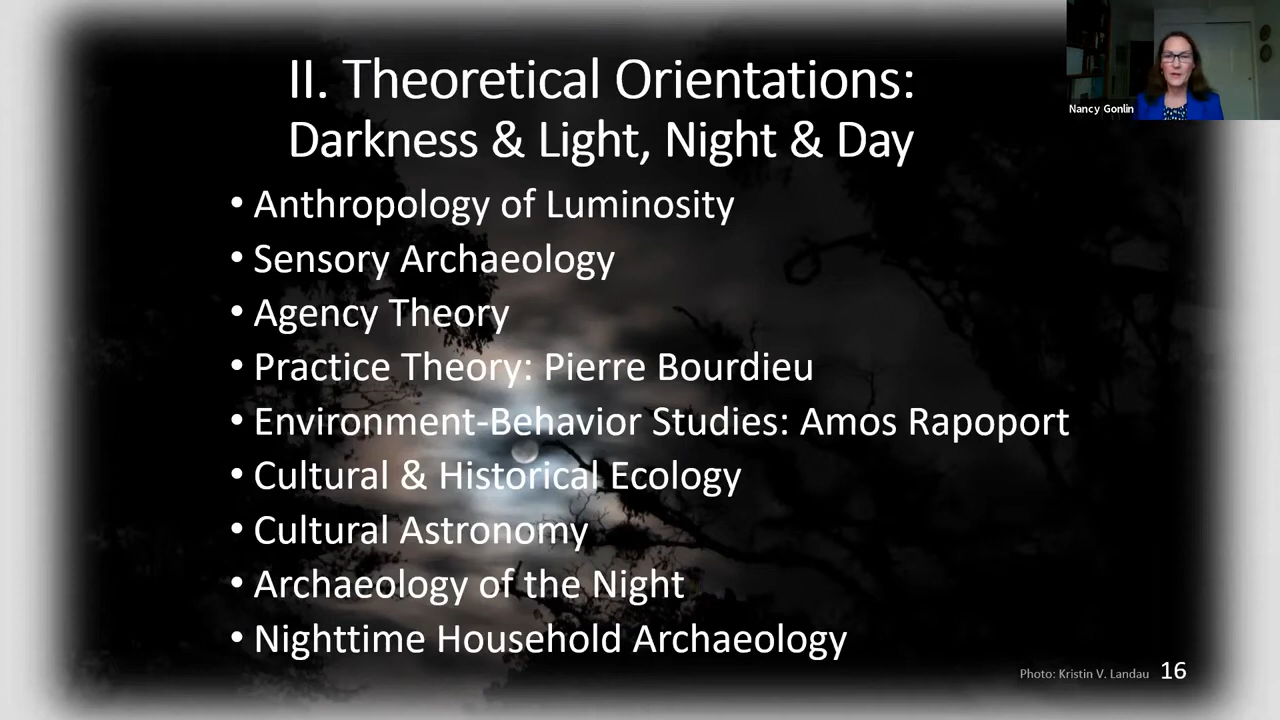 II. Theoretical Orientations:
Darkness & Light, Night & Day
Nancy Gonlin
• Anthropology of Luminosity
• Sensory Archaeology
• Agency Theory
• Practice Theory: Pierre Bourdieu
• Environment-Behavior Studies: Amos Rapoport
• Cultural & Historical Ecology
• Cultural Astronomy
• Archaeology of the Night
• Nighttime Household Archaeology
Photo: Kristin V. Landau 16